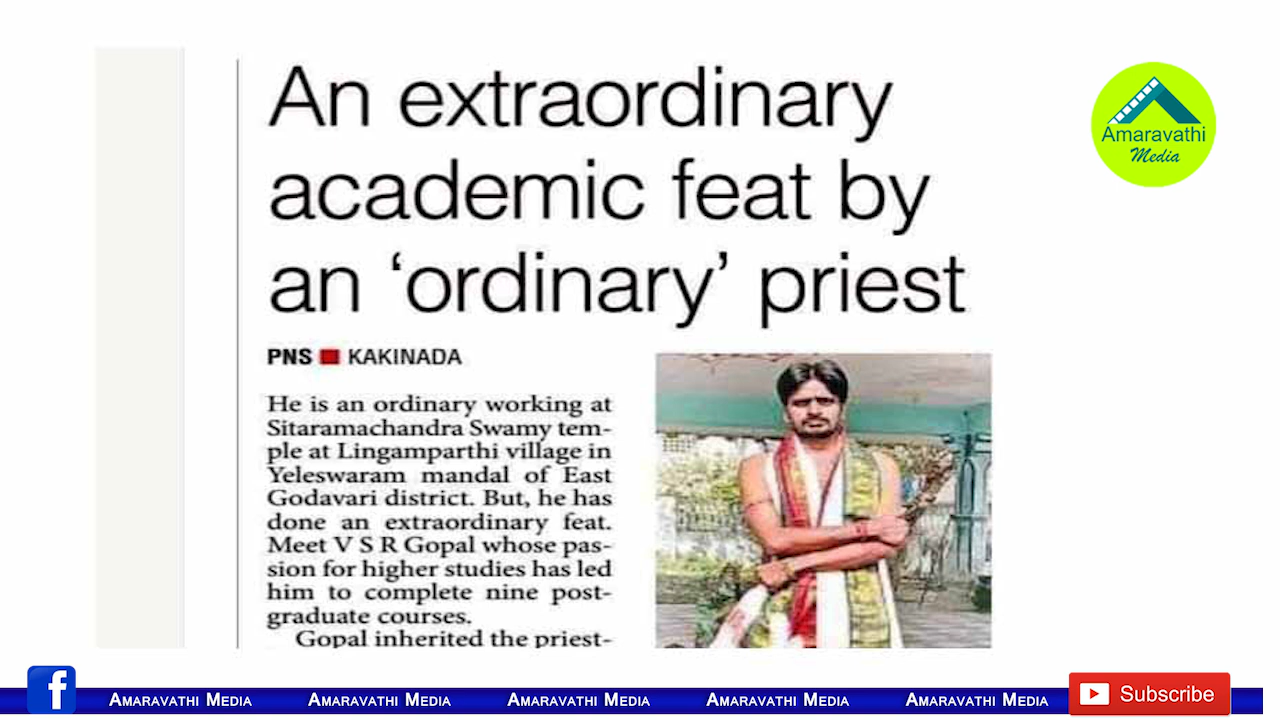 An extraordinary
academic feat by
an ‘ordinary’ priest
PNS KAKINADA
He is an ordinary working at
Sitaramachandra Swamy tem-
ple at Lingamparthi village in
Yeleswaram mandal of East
Godavari district. But, he has
done an extraordinary feat.
Meet V S R Gopal whose pas-
sion for higher studies has led
him to complete nine post-
graduate courses.
Gopal inherited the priest-
Amaravathi
Media
f
AMARAVATHI MEDIA AMARAVATHI MEDIA AMARAVATHI MEDIA AMARAVATHI MEDIA AMARAVATHI MEDIA
Subscribe